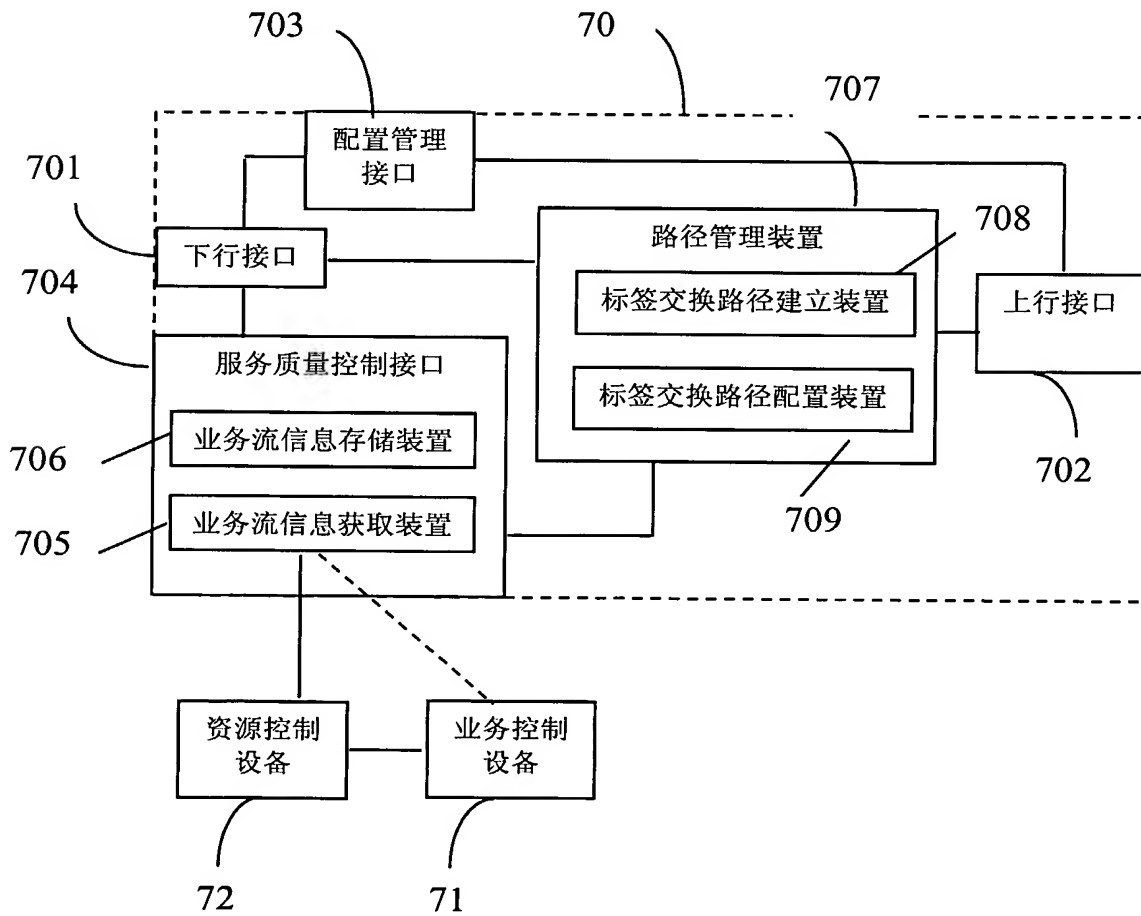 703
70
707
配置管理
接口
701
下行接口
704
路径管理装置
708
标签交换路径建立装置
上行接口
服务质量控制接口
标签交换路径配置装置
706
业务流信息存储装置
702
709
705
业务流信息获取装置
资源控制
设备
业务控制
设备
72
71